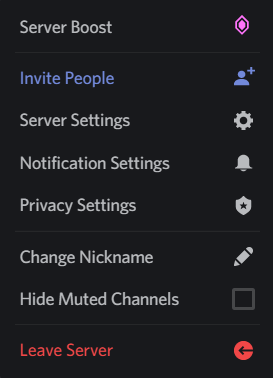 Server Boost
Invite People
Server Settings
Notification Settings
Privacy Settings
Change Nickname
Hide Muted Channels
Leave Server